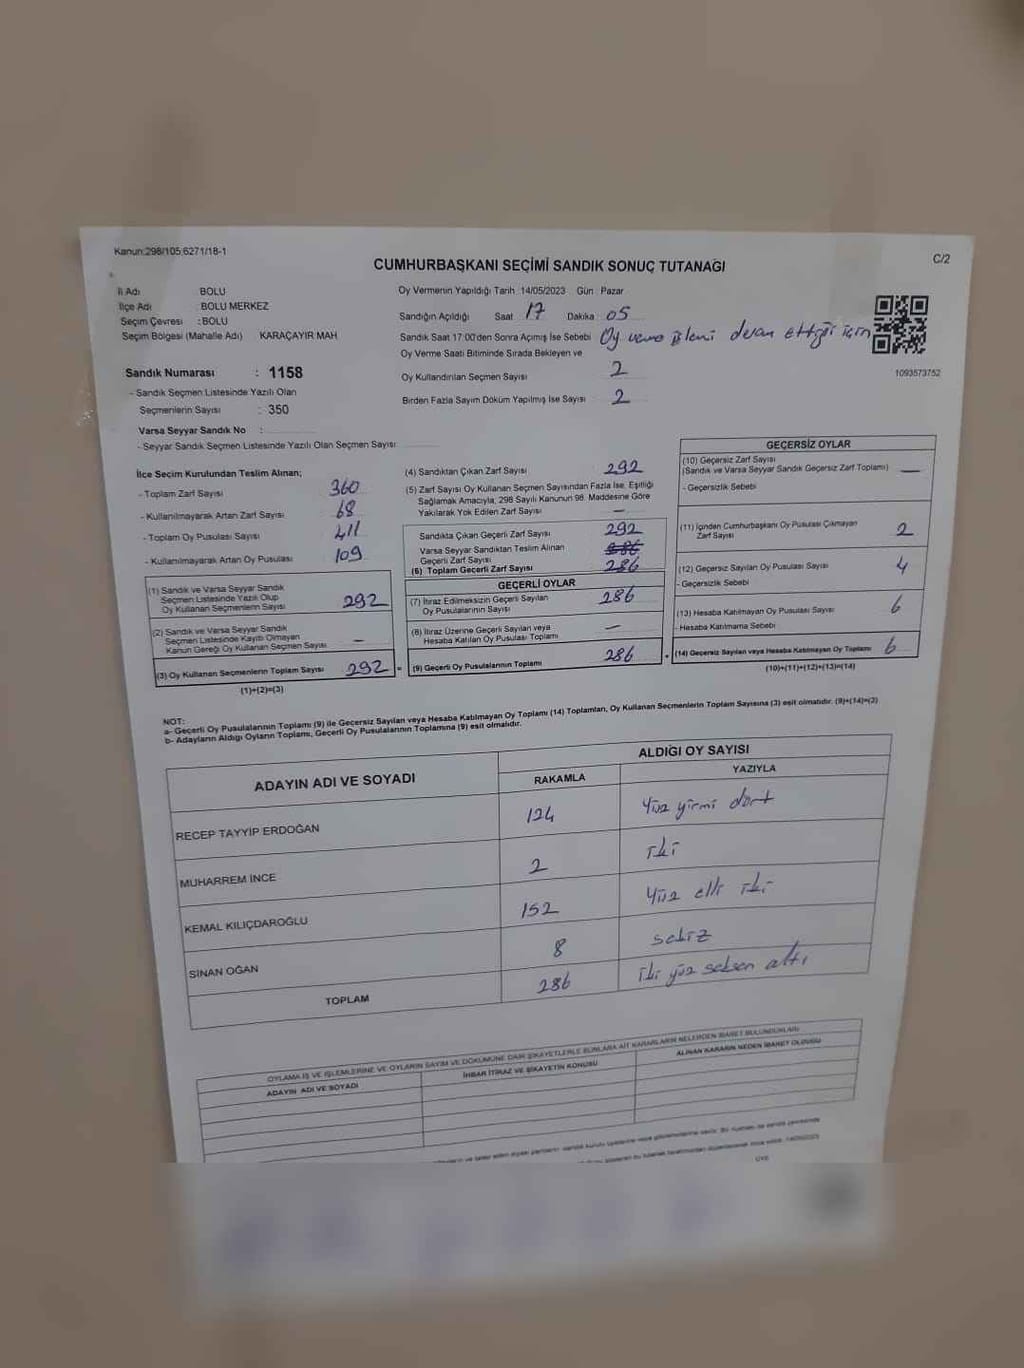 Kanun:298/105;6271/18-1
C/2
CUMHURBAŞKANI SEÇİMİ SANDIK SONUÇ TUTANAĞI
İl Adı BOLU
İlçe Adı : BOLU MERKEZ
Seçim Çevresi : BOLU
Seçim Bölgesi (Mahalle Adı) KARAÇAYIR MAH
Sandık Numarası : 1158
- Sandık Seçmen Listesinde Yazılı Olan
Seçmenlerin Sayısı : 350
Varsa Seyyar Sandık No :
- Seyyar Sandık Seçmen Listesinde Yazılı Olan Seçmen Sayısı
Oy Vermenin Yapıldığı Tarih :14/05/2023 Gün : Pazar
Sandığın Açıldığı Saat 17 Dakika : 05
Sandık Saat 17.00'den Sonra Açılmış İse Sebebi Oy verme işlemi devam ettiği için
Oy Verme Saati Bitiminde Sırada Bekleyen ve
Oy Kullandırılan Seçmen Sayısı 2
Birden Fazla Sayım Döküm Yapılmış İse Sayısı 2
1093573752
İlçe Seçim Kurulundan Teslim Alınan;
- Toplam Zarf Sayısı 360
- Kullanılmayarak Artan Zarf Sayısı 68
- Toplam Oy Pusulası Sayısı 411
- Kullanılmayarak Artan Oy Pusulası 109
(1) Sandık ve Varsa Seyyar Sandık
Seçmen Listesinde Yazılı Olup
Oy Kullanan Seçmenlerin Sayısı 292
(2) Sandık ve Varsa Seyyar Sandık
Seçmen Listesinde Kayıtlı Olmayan
Kanun Gereği Oy Kullanan Seçmen Sayısı —
(3) Oy Kullanan Seçmenlerin Toplam Sayısı 292
(1)+(2)=(3)
(4) Sandıktan Çıkan Zarf Sayısı 292
(5) Zarf Sayısı Oy Kullanan Seçmen Sayısından Fazla İse, Eşitliği
Sağlamak Amacıyla, 298 Sayılı Kanunun 98. Maddesine Göre
Yakılarak Yok Edilen Zarf Sayısı —
Sandıkta Çıkan Geçerli Zarf Sayısı 292
Varsa Seyyar Sandıktan Teslim Alınan
Geçerli Zarf Sayısı 286
(6) Toplam Geçerli Zarf Sayısı 286
GEÇERLİ OYLAR
(7) İtiraz Edilmeksizin Geçerli Sayılan
Oy Pusulalarının Sayısı 286
(8) İtiraz Üzerine Geçerli Sayılan veya
Hesaba Katılan Oy Pusulası Toplamı —
(9) Geçerli Oy Pusulalarının Toplamı 286
GEÇERSİZ OYLAR
(10) Geçersiz Zarf Sayısı
(Sandık ve Varsa Seyyar Sandık Geçersiz Zarf Toplamı) —
- Geçersizlik Sebebi
(11) İçinden Cumhurbaşkanı Oy Pusulası Çıkmayan
Zarf Sayısı 2
(12) Geçersiz Sayılan Oy Pusulası Sayısı 4
- Geçersizlik Sebebi
(13) Hesaba Katılmayan Oy Pusulası Sayısı 6
- Hesaba Katılmama Sebebi
(14) Geçersiz Sayılan veya Hesaba Katılmayan Oy Toplamı 6
(10)+(11)+(12)+(13)=(14)
NOT:
a- Geçerli Oy Pusulalarının Toplamı (9) ile Geçersiz Sayılan veya Hesaba Katılmayan Oy Toplamı (14) Toplamları, Oy Kullanan Seçmenlerin Toplam Sayısına (3) eşit olmalıdır. (9)+(14)=(3)
b- Adayların Aldığı Oyların Toplamı, Geçerli Oy Pusulalarının Toplamına (9) eşit olmalıdır.
ADAYIN ADI VE SOYADI
ALDIĞI OY SAYISI
RAKAMLA YAZIYLA
RECEP TAYYİP ERDOĞAN 124 Yüz yirmi dört
MUHARREM İNCE 2 iki
KEMAL KILIÇDAROĞLU 152 Yüz elli iki
SİNAN OĞAN 8 sekiz
TOPLAM 286 iki yüz seksen altı
OYLAMA İŞ VE İŞLEMLERİNE VE OYLARIN SAYIM VE DÖKÜMÜNE DAİR ŞİKAYETLERLE BUNLARA AİT KARARLARIN NELERDEN İBARET BULUNDUKLARI
ADAYIN ADI VE SOYADI İHBAR İTİRAZ VE ŞİKAYETİN KONUSU ALINAN KARARIN NEDEN İBARET OLDUĞU
ÜYE